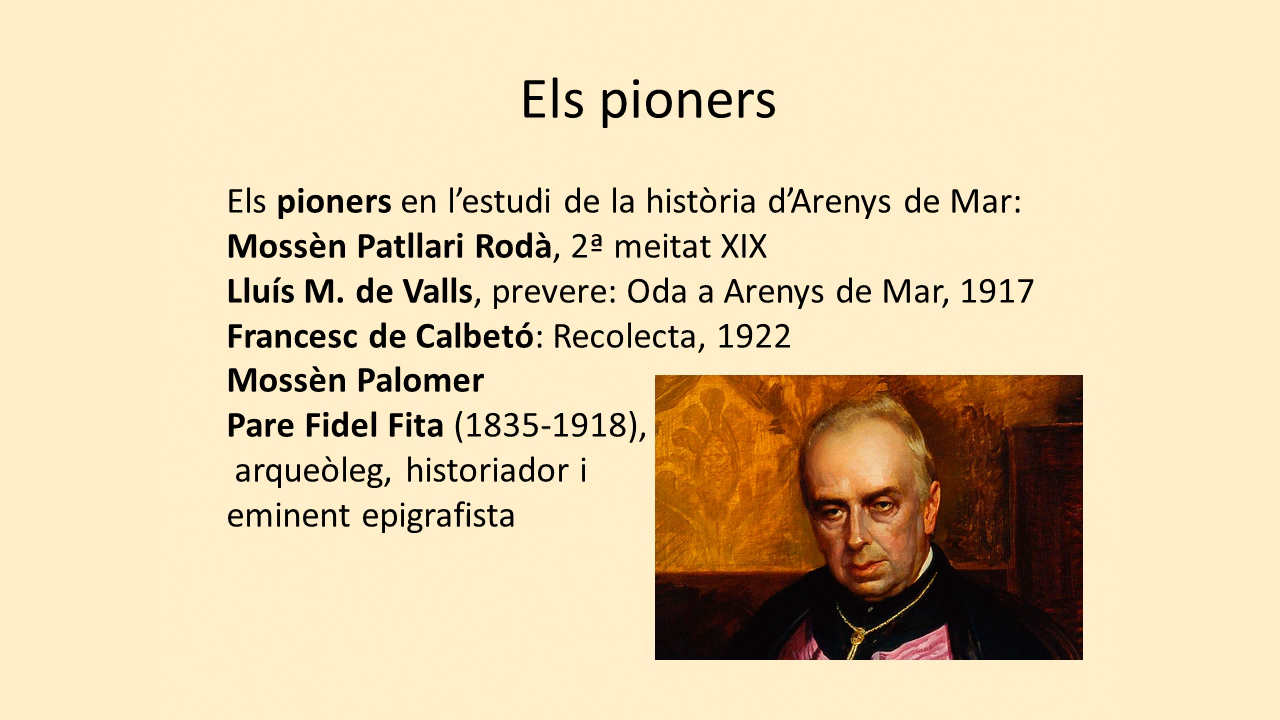 Els pioners
Els pioners en l’estudi de la història d’Arenys de Mar:
Mossèn Patllari Rodà, 2ª meitat XIX
Lluís M. de Valls, prevere: Oda a Arenys de Mar, 1917
Francesc de Calbetó: Recolecta, 1922
Mossèn Palomer
Pare Fidel Fita (1835-1918),
arqueòleg, historiador i
eminent epigrafista